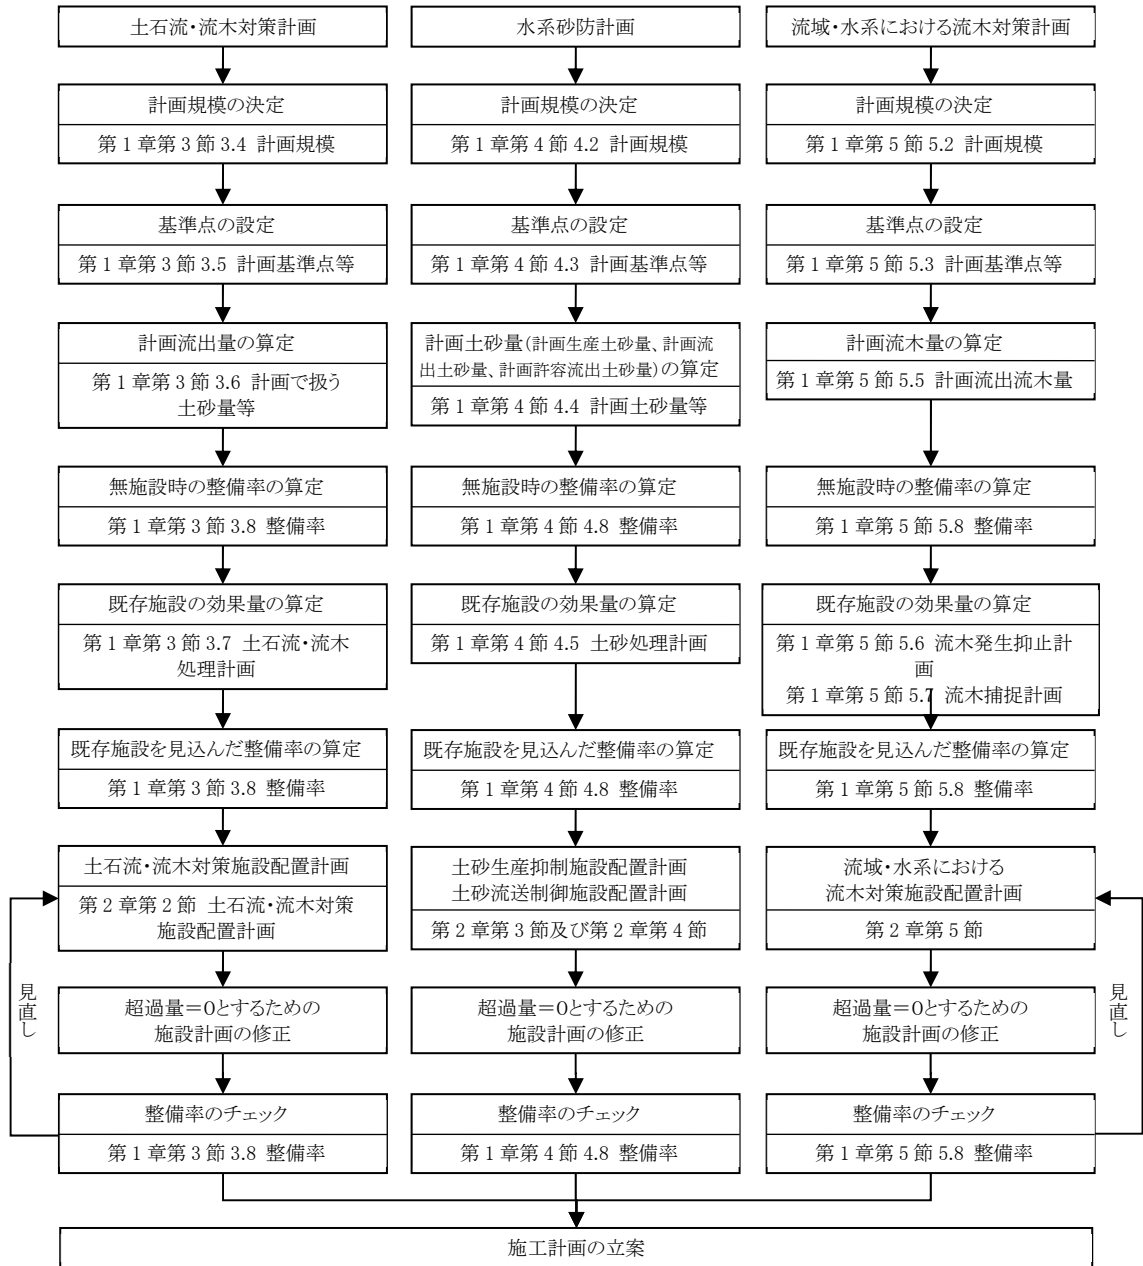 土石流・流木対策計画
計画規模の決定
第1章第3節 3.4 計画規模
基準点の設定
第1章第3節 3.5 計画基準点等
計画流出量の算定
第1章第3節 3.6 計画で扱う
土砂量等
無施設時の整備率の算定
第1章第3節 3.8 整備率
既存施設の効果量の算定
第1章第3節 3.7 土石流・流木
処理計画
既存施設を見込んだ整備率の算定
第1章第3節 3.8 整備率
土石流・流木対策施設配置計画
第2章第2節 土石流・流木対策
施設配置計画
超過量=0とするための
施設計画の修正
整備率のチェック
第1章第3節 3.8 整備率
見直し
水系砂防計画
計画規模の決定
第1章第4節 4.2 計画規模
基準点の設定
第1章第4節 4.3 計画基準点等
計画土砂量(計画生産土砂量、計画流
出土砂量、計画許容流出土砂量)の算定
第1章第4節 4.4 計画土砂量等
無施設時の整備率の算定
第1章第4節 4.8 整備率
既存施設の効果量の算定
第1章第4節 4.5 土砂処理計画
既存施設を見込んだ整備率の算定
第1章第4節 4.8 整備率
土砂生産抑制施設配置計画
土砂流送制御施設配置計画
第2章第3節及び第2章第4節
超過量=0とするための
施設計画の修正
整備率のチェック
第1章第4節 4.8 整備率
流域・水系における流木対策計画
計画規模の決定
第1章第5節 5.2 計画規模
基準点の設定
第1章第5節 5.3 計画基準点等
計画流木量の算定
第1章第5節 5.5 計画流出流木量
無施設時の整備率の算定
第1章第5節 5.8 整備率
既存施設の効果量の算定
第1章第5節 5.6 流木発生抑止計
画
第1章第5節 5.7 流木捕捉計画
既存施設を見込んだ整備率の算定
第1章第5節 5.8 整備率
流域・水系における
流木対策施設配置計画
第2章第5節
超過量=0とするための
施設計画の修正
整備率のチェック
第1章第5節 5.8 整備率
見直し
施工計画の立案